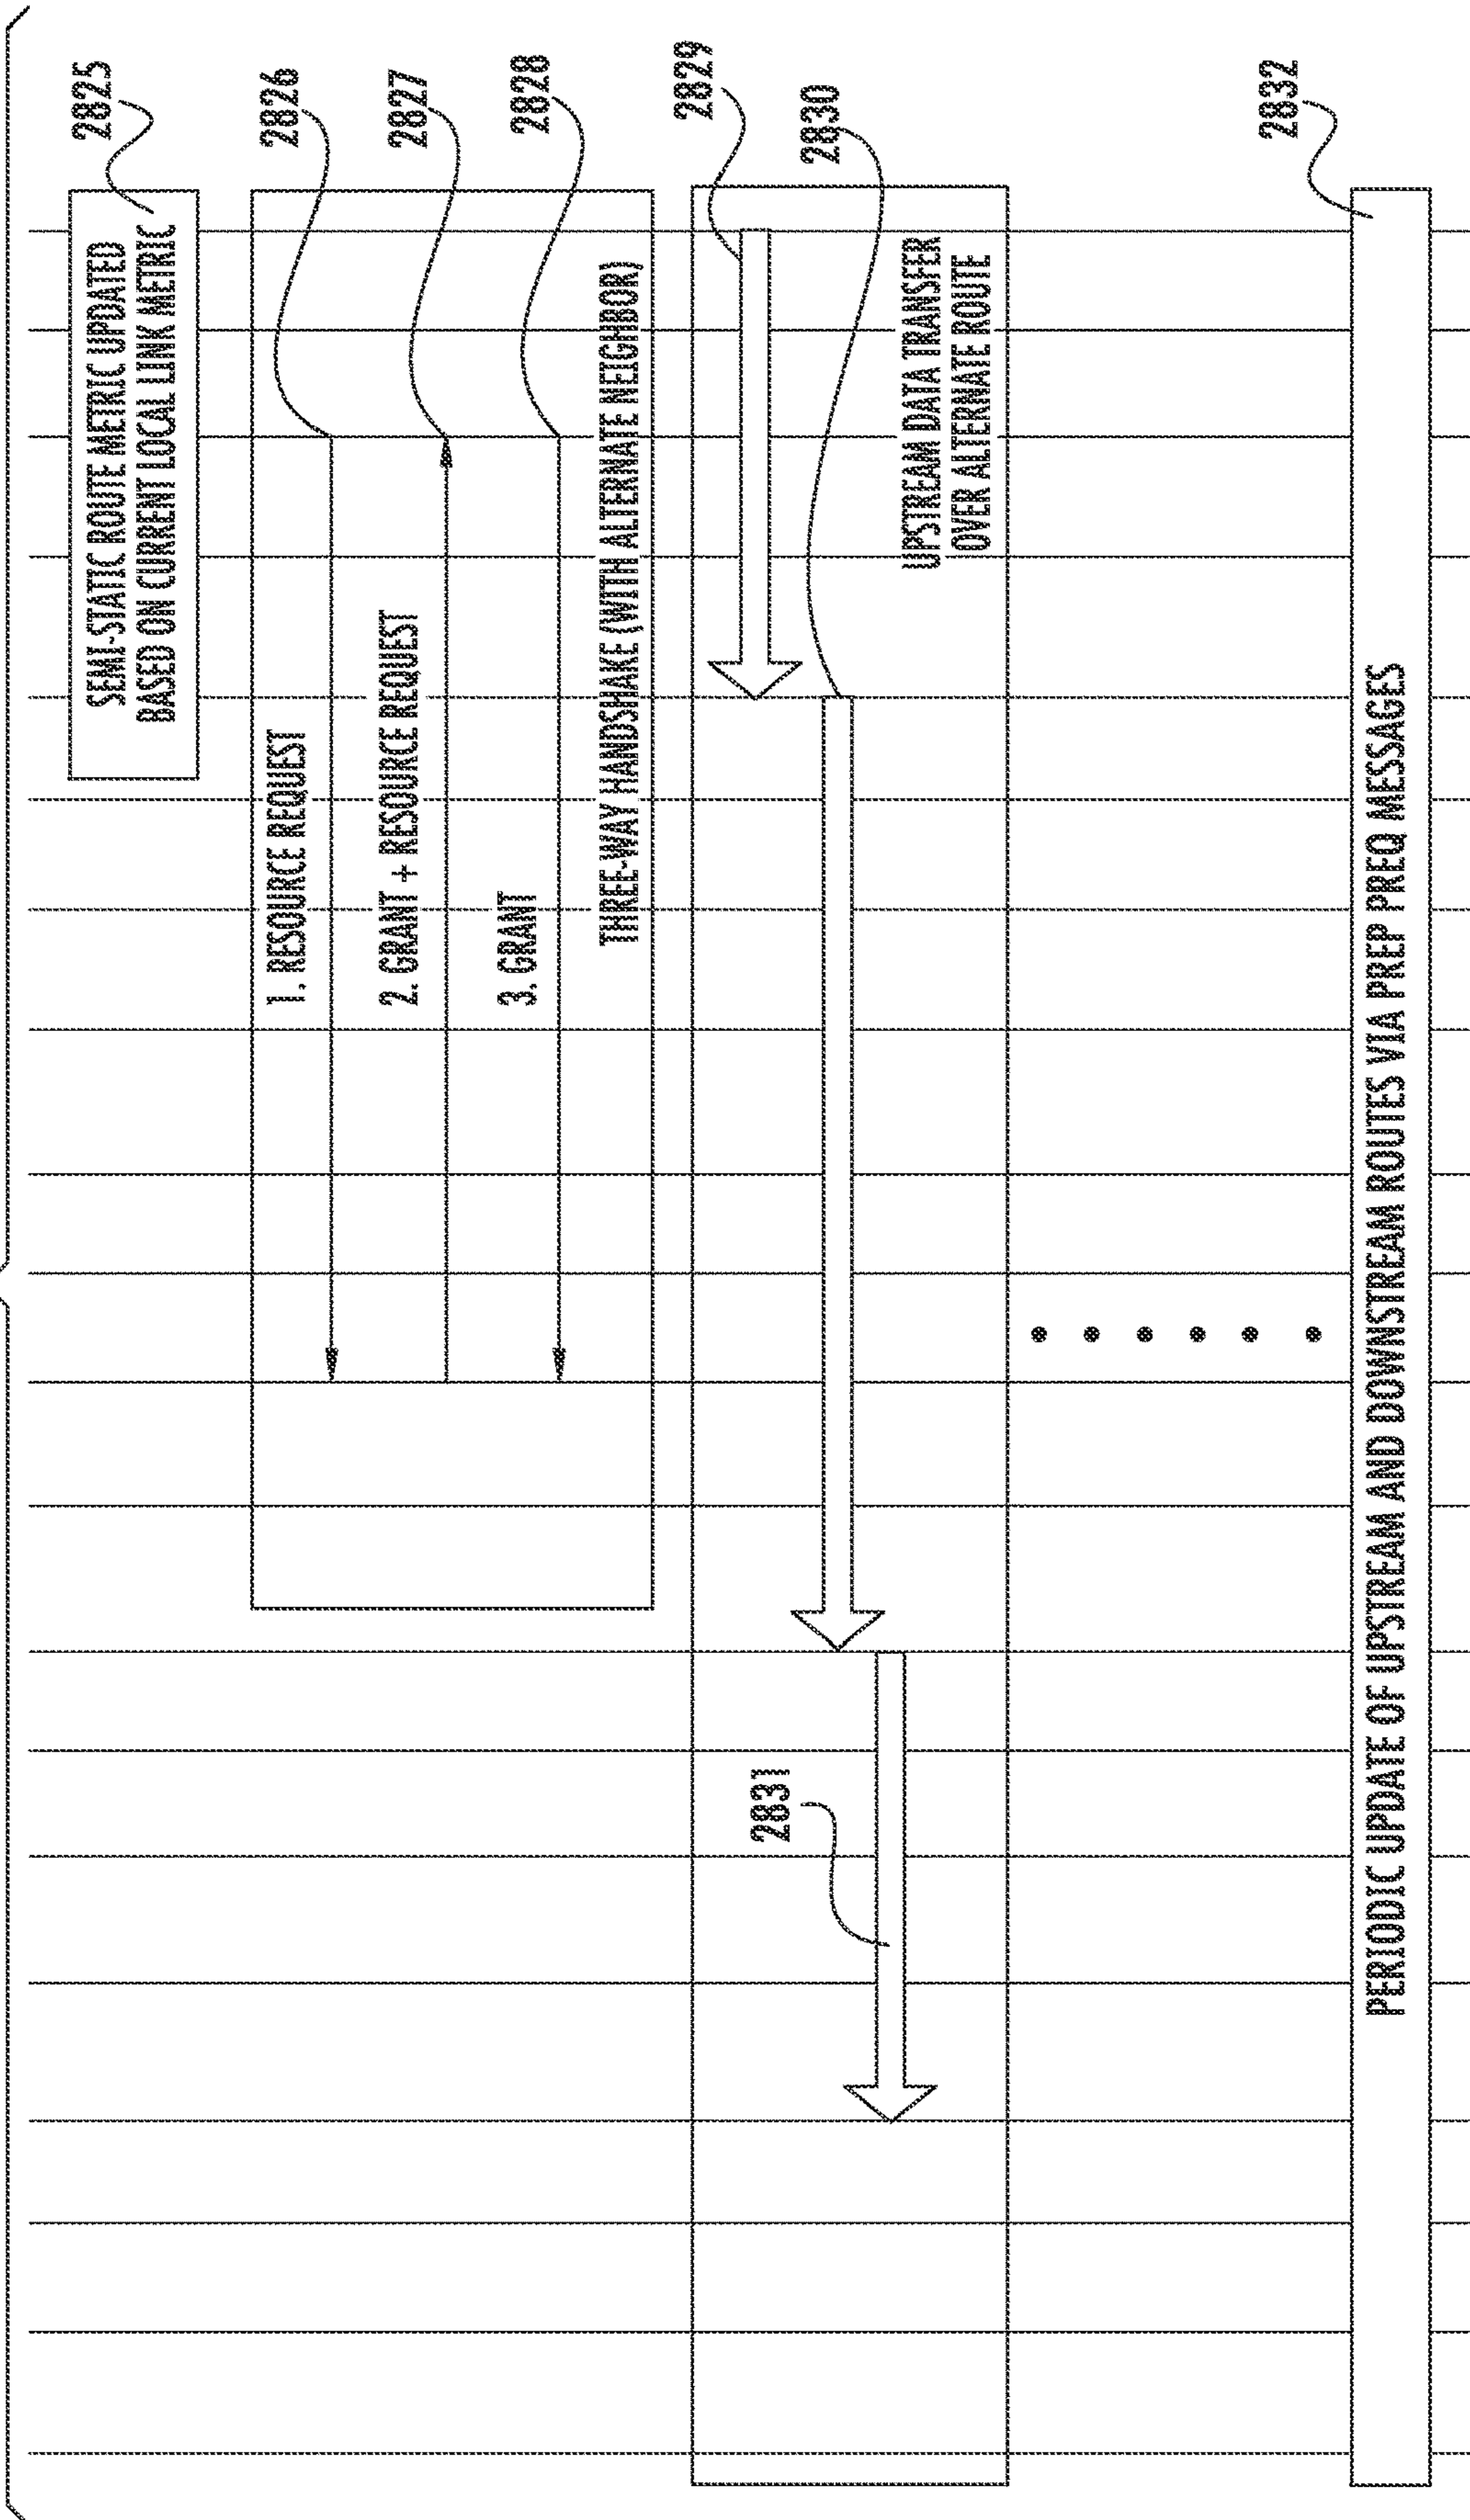 2825
SEMI-STATIC ROUTE METRIC UPDATED
BASED ON CURRENT LOCAL LINK METRIC
2826
1. RESOURCE REQUEST
2827
2. GRANT + RESOURCE REQUEST
2828
3. GRANT
THREE-WAY HANDSHAKE (WITH ALTERNATE NEIGHBOR)
2829
2831
2830
UPSTREAM DATA TRANSFER
OVER ALTERNATE ROUTE
2832
PERIODIC UPDATE OF UPSTREAM AND DOWNSTREAM ROUTES VIA PREP PREQ MESSAGES